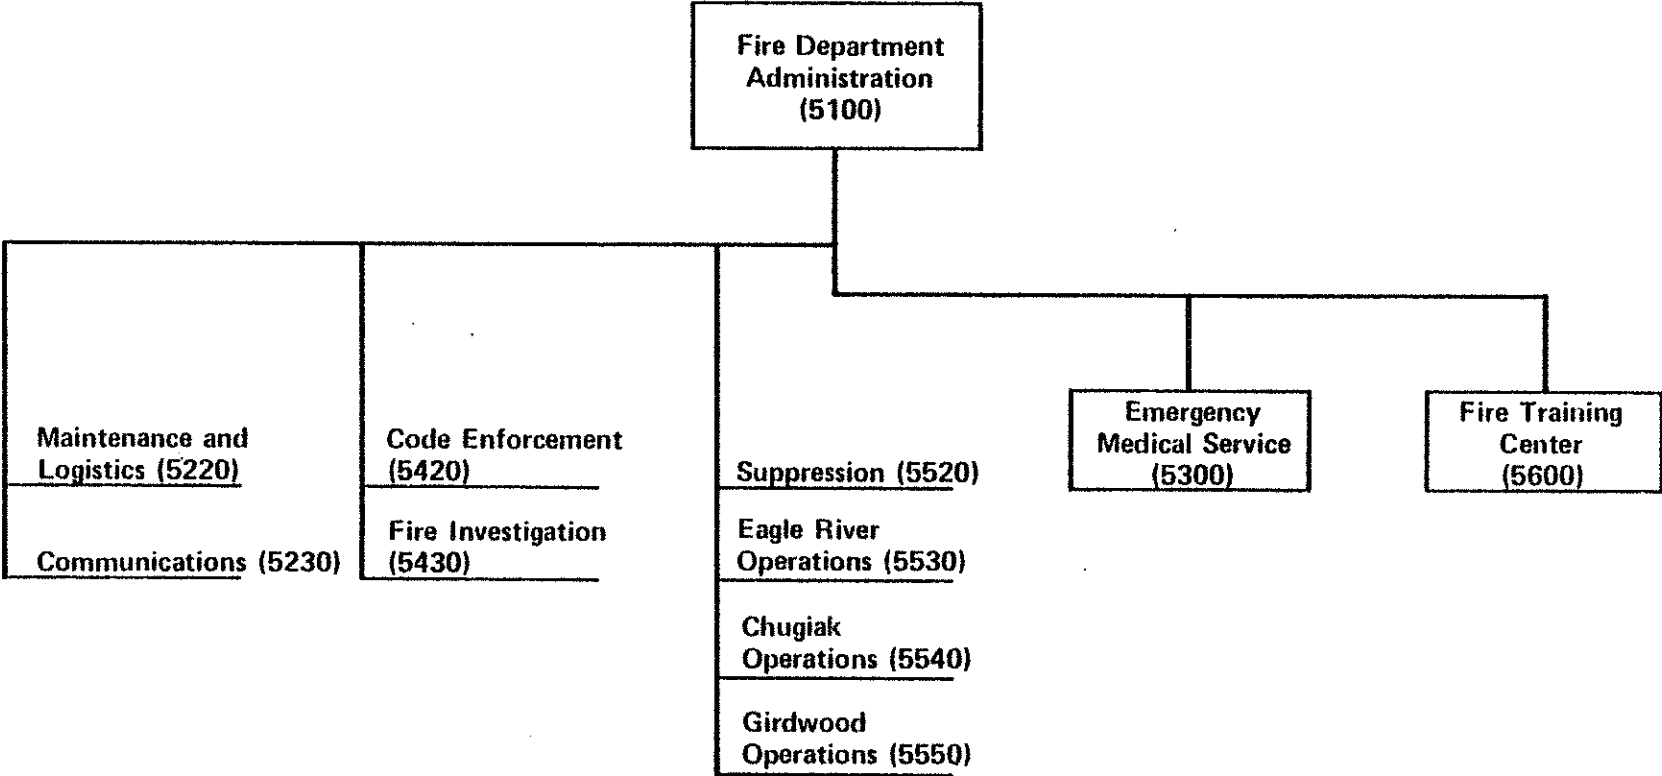 Fire Department
Administration
(5100)
Maintenance and
Logistics (5220)
Communications (5230)
Code Enforcement
(5420)
Fire Investigation
(5430)
Suppression (5520)
Eagle River
Operations (5530)
Chugiak
Operations (5540)
Girdwood
Operations (5550)
Emergency
Medical Service
(5300)
Fire Training
Center
(5600)